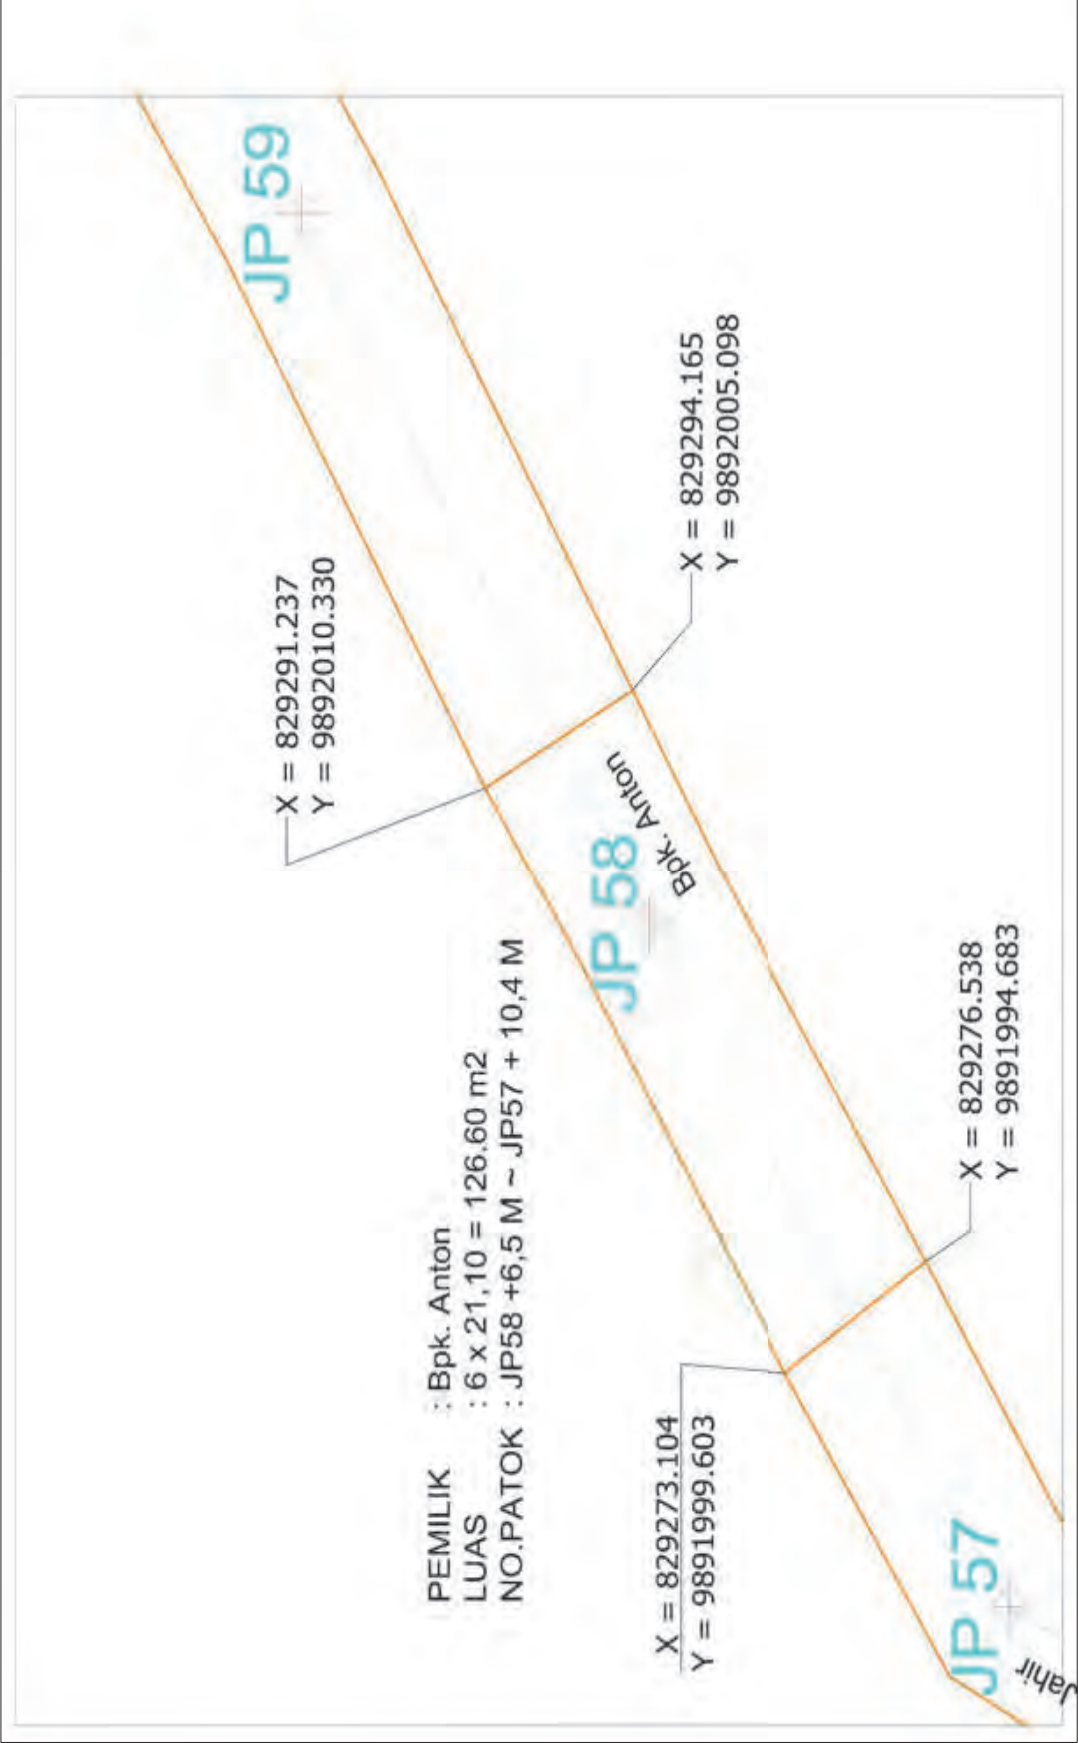 JP 59
X = 829291.237
Y = 9892010.330
X = 829294.165
Y = 9892005.098
PEMILIK : Bpk. Anton
LUAS : 6 x 21,10 = 126.60 m2
NO.PATOK : JP58 +6,5 M ~ JP57 + 10,4 M
JP 58
Bpk. Anton
X = 829273.104
Y = 9891999.603
X = 829276.538
Y = 9891994.683
JP 57
Jahir